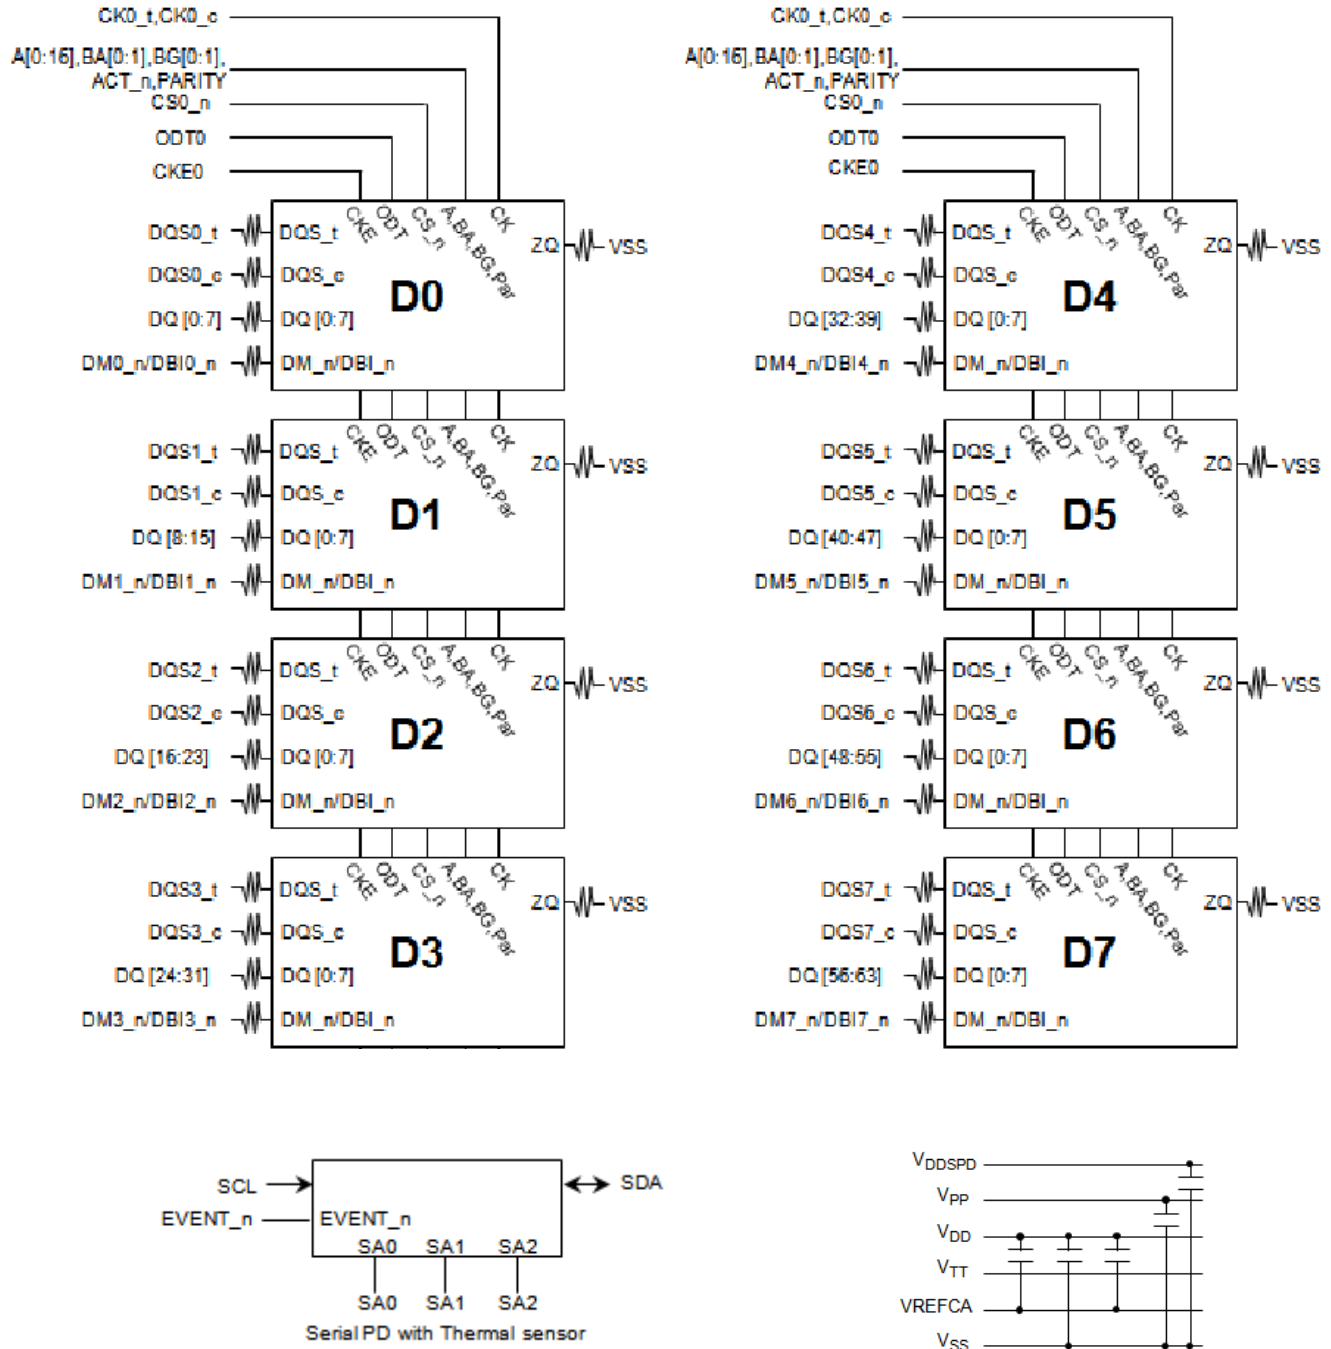 CK0_t,CK0_c
A[0:16],BA[0:1],BG[0:1],
ACT_n,PARITY
CS0_n
ODT0
CKE0
CKE ODT CS_n A,BA,BG,Par CK
DQS0_t DQS_t ZQ VSS
DQS0_c DQS_c
D0
DQ [0:7] DQ [0:7]
DM0_n/DBI0_n DM_n/DBI_n
CKE ODT CS_n A,BA,BG,Par CK
DQS1_t DQS_t ZQ VSS
DQS1_c DQS_c
D1
DQ [8:15] DQ [0:7]
DM1_n/DBI1_n DM_n/DBI_n
CKE ODT CS_n A,BA,BG,Par CK
DQS2_t DQS_t ZQ VSS
DQS2_c DQS_c
D2
DQ [16:23] DQ [0:7]
DM2_n/DBI2_n DM_n/DBI_n
CKE ODT CS_n A,BA,BG,Par CK
DQS3_t DQS_t ZQ VSS
DQS3_c DQS_c
D3
DQ [24:31] DQ [0:7]
DM3_n/DBI3_n DM_n/DBI_n
CK0_t,CK0_c
A[0:16],BA[0:1],BG[0:1],
ACT_n,PARITY
CS0_n
ODT0
CKE0
CKE ODT CS_n A,BA,BG,Par CK
DQS4_t DQS_t ZQ VSS
DQS4_c DQS_c
D4
DQ [32:39] DQ [0:7]
DM4_n/DBI4_n DM_n/DBI_n
CKE ODT CS_n A,BA,BG,Par CK
DQS5_t DQS_t ZQ VSS
DQS5_c DQS_c
D5
DQ [40:47] DQ [0:7]
DM5_n/DBI5_n DM_n/DBI_n
CKE ODT CS_n A,BA,BG,Par CK
DQS6_t DQS_t ZQ VSS
DQS6_c DQS_c
D6
DQ [48:55] DQ [0:7]
DM6_n/DBI6_n DM_n/DBI_n
CKE ODT CS_n A,BA,BG,Par CK
DQS7_t DQS_t ZQ VSS
DQS7_c DQS_c
D7
DQ [56:63] DQ [0:7]
DM7_n/DBI7_n DM_n/DBI_n
SCL SDA
EVENT_n EVENT_n
SA0 SA1 SA2
SA0 SA1 SA2
Serial PD with Thermal sensor
VDDSPD
VPP
VDD
VTT
VREFCA
VSS